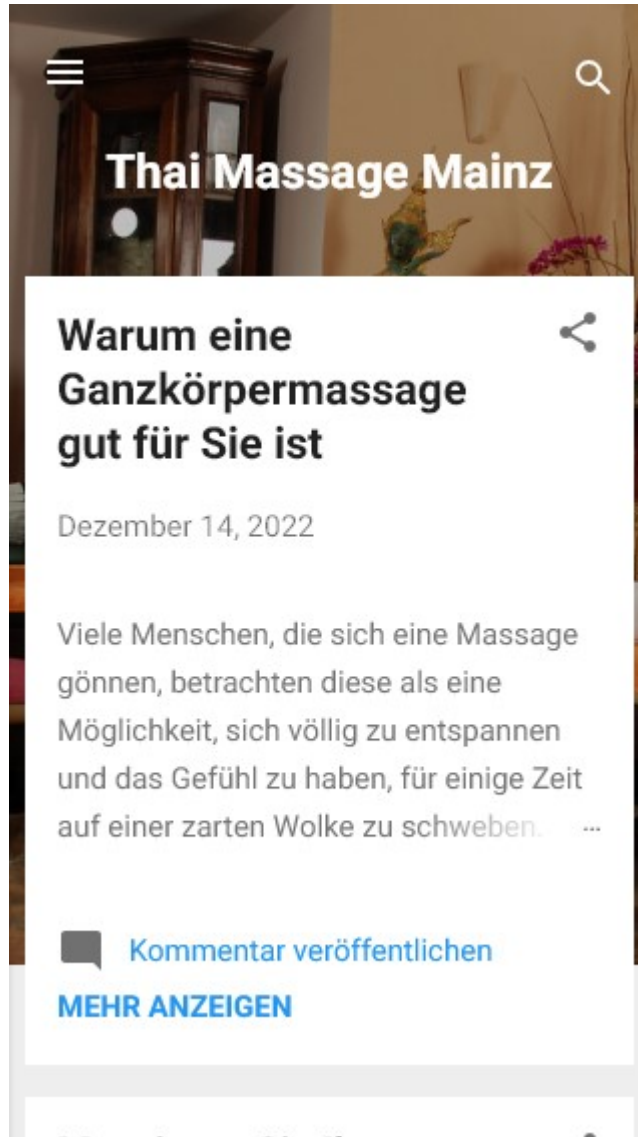 Thai Massage Mainz
Warum eine
Ganzkörpermassage
gut für Sie ist
Dezember 14, 2022
Viele Menschen, die sich eine Massage
gönnen, betrachten diese als eine
Möglichkeit, sich völlig zu entspannen
und das Gefühl zu haben, für einige Zeit
auf einer zarten Wolke zu schweben. ...
Kommentar veröffentlichen
MEHR ANZEIGEN